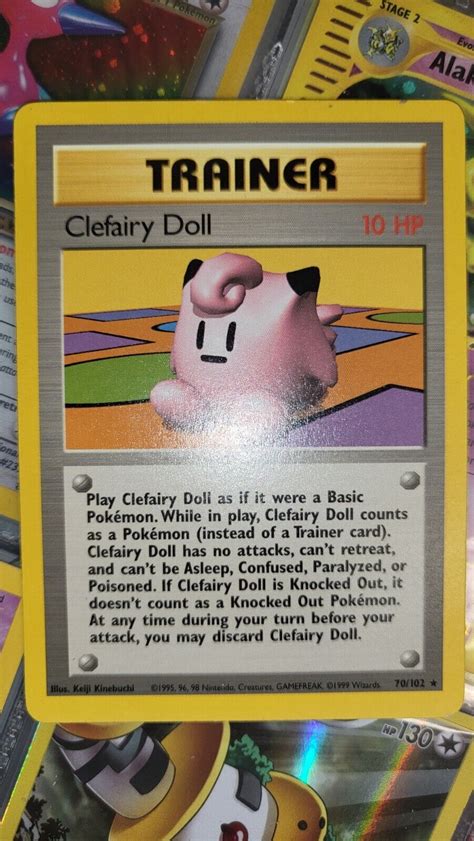 STAGE 2
Alak
TRAINER
Clefairy Doll 10 HP
Play Clefairy Doll as if it were a Basic
Pokémon. While in play, Clefairy Doll counts
as a Pokémon (instead of a Trainer card).
Clefairy Doll has no attacks, can't retreat,
and can't be Asleep, Confused, Paralyzed, or
Poisoned. If Clefairy Doll is Knocked Out, it
doesn't count as a Knocked Out Pokémon.
At any time during your turn before your
attack, you may discard Clefairy Doll.
Illus. Keiji Kinebuchi ©1995, 96, 98 Nintendo, Creatures, GAMEFREAK. ©1999 Wizards. 70/102 ★
HP 130